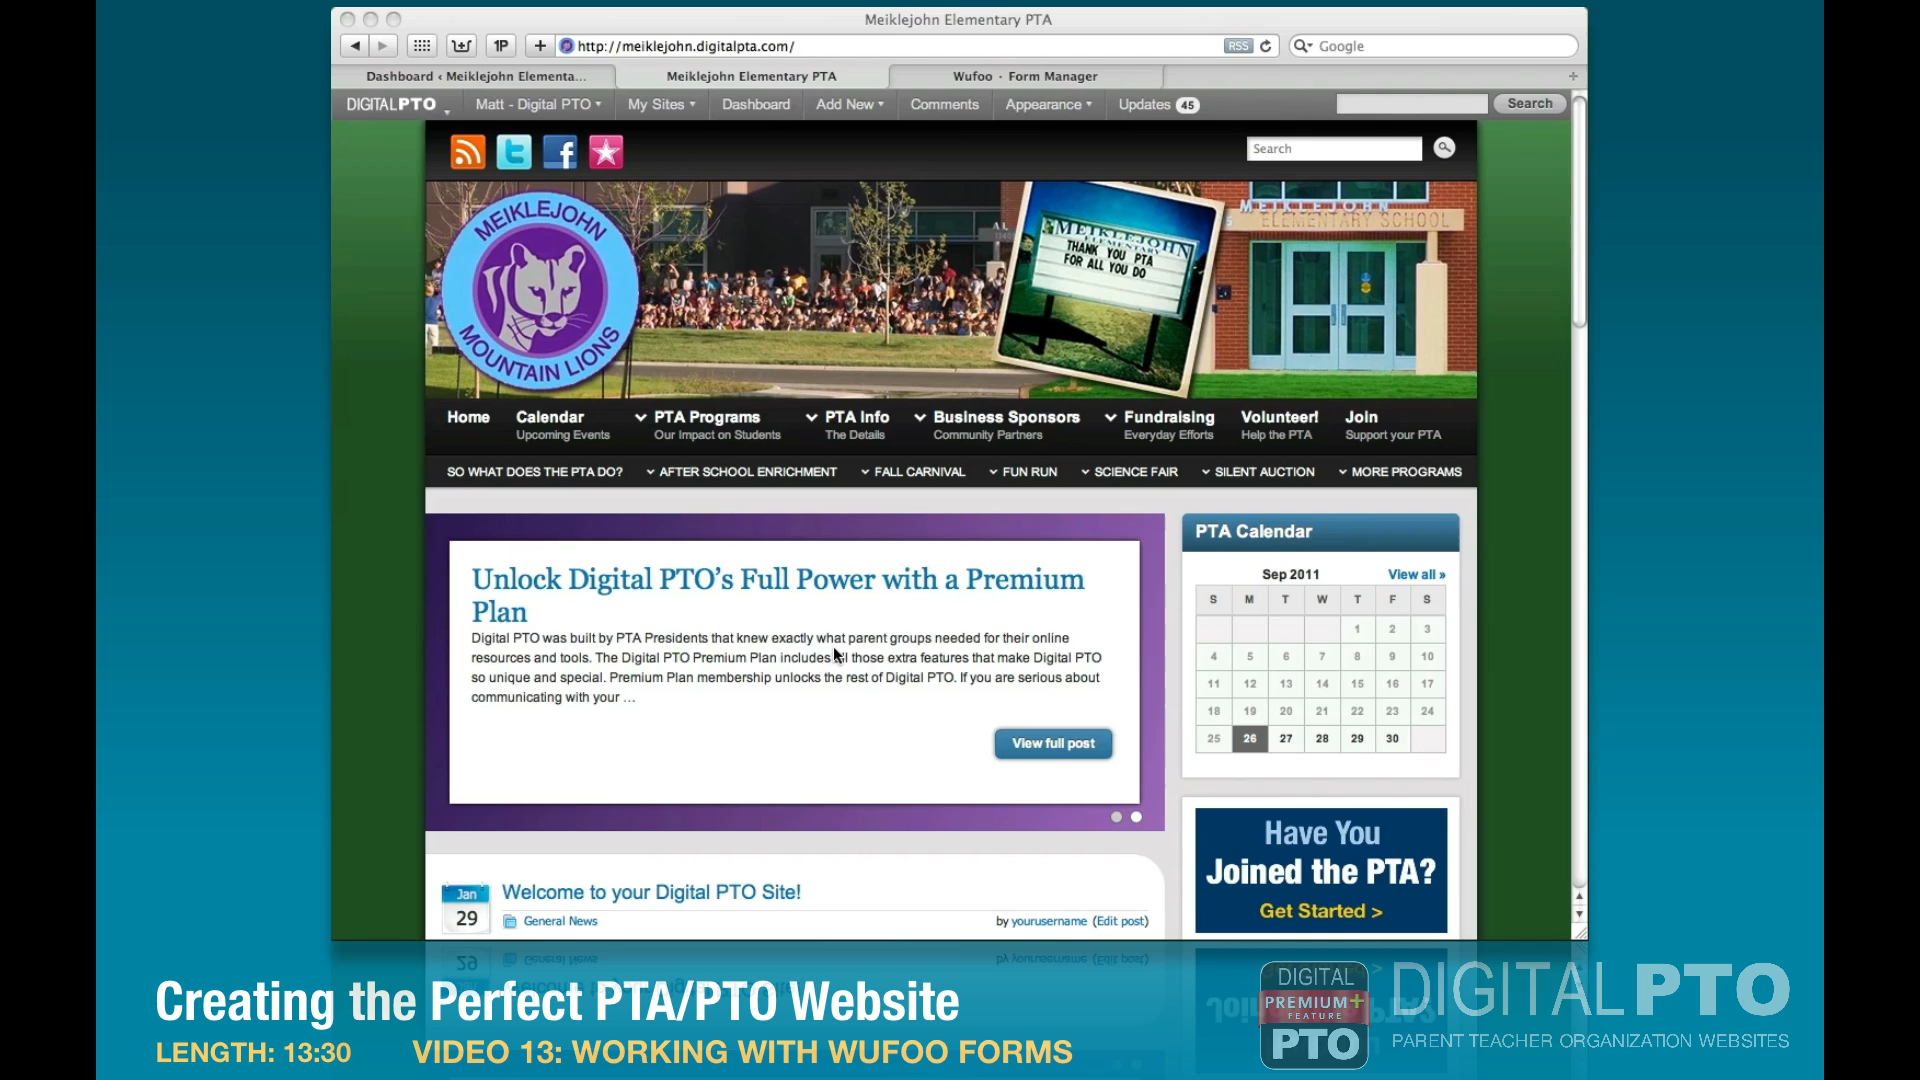 Meiklejohn Elementary PTA
1P
+
http://meiklejohn.digitalpta.com/
RSS
Google
Dashboard ‹ Meiklejohn Elementa...
Meiklejohn Elementary PTA
Wufoo · Form Manager
+
DIGITALPTO
Matt - Digital PTO
My Sites
Dashboard
Add New
Comments
Appearance
Updates 45
Search
Search
MEIKLEJOHN
MOUNTAIN LIONS
MEIKLEJOHN
ELEMENTARY
THANK YOU PTA
FOR ALL YOU DO
MEIKLEJOHN
ELEMENTARY SCHOOL
Home
Calendar
Upcoming Events
PTA Programs
Our Impact on Students
PTA Info
The Details
Business Sponsors
Community Partners
Fundraising
Everyday Efforts
Volunteer!
Help the PTA
Join
Support your PTA
SO WHAT DOES THE PTA DO?
AFTER SCHOOL ENRICHMENT
FALL CARNIVAL
FUN RUN
SCIENCE FAIR
SILENT AUCTION
MORE PROGRAMS
Unlock Digital PTO's Full Power with a Premium
Plan
Digital PTO was built by PTA Presidents that knew exactly what parent groups needed for their online
resources and tools. The Digital PTO Premium Plan includes all those extra features that make Digital PTO
so unique and special. Premium Plan membership unlocks the rest of Digital PTO. If you are serious about
communicating with your ...
View full post
PTA Calendar
Sep 2011
View all »
S M T W T F S
1 2 3
4 5 6 7 8 9 10
11 12 13 14 15 16 17
18 19 20 21 22 23 24
25 26 27 28 29 30
Have You
Joined the PTA?
Get Started >
Jan
29
Welcome to your Digital PTO Site!
General News
by yourusername (Edit post)
Creating the Perfect PTA/PTO Website
LENGTH: 13:30
VIDEO 13: WORKING WITH WUFOO FORMS
DIGITAL
PREMIUM+
FEATURE
PTO
DIGITALPTO
PARENT TEACHER ORGANIZATION WEBSITES